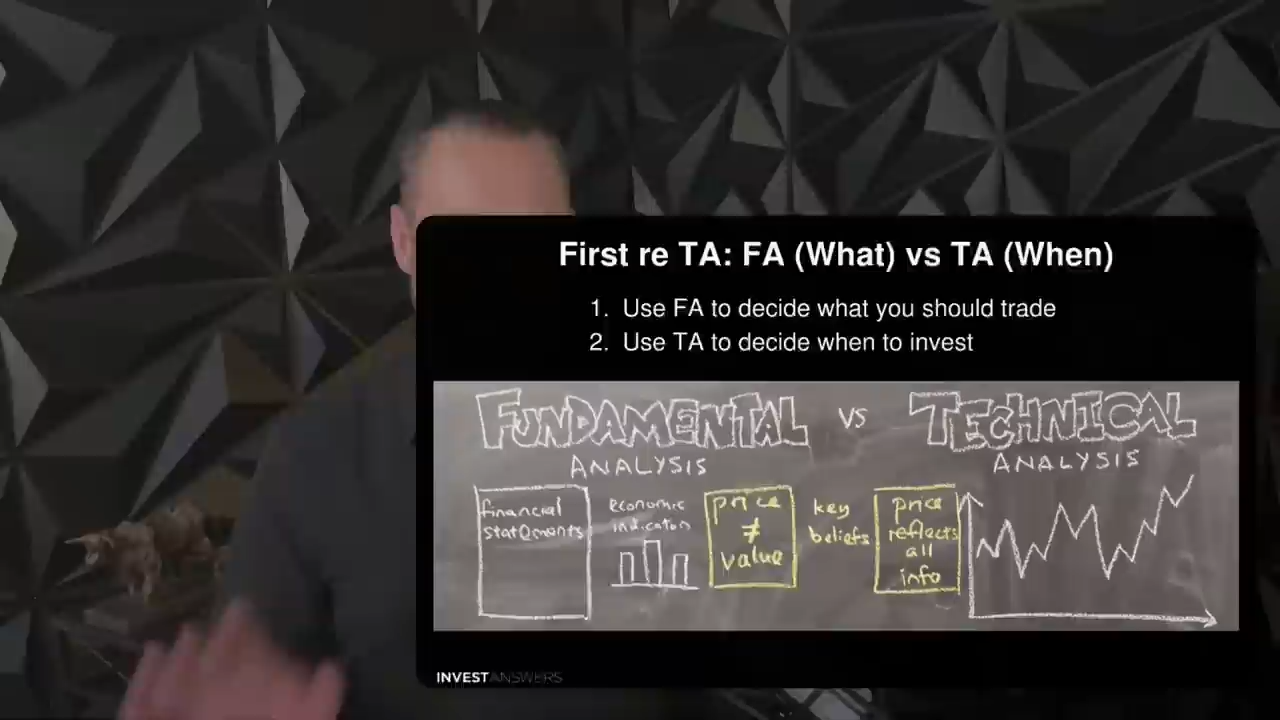 First re TA: FA (What) vs TA (When)
1. Use FA to decide what you should trade
2. Use TA to decide when to invest
FUNDAMENTAL vs TECHNICAL
ANALYSIS
ANALYSIS
financial
statements
economic
indicators
price
≠
value
key
beliefs
price
reflects
all
info
INVESTANSWERS